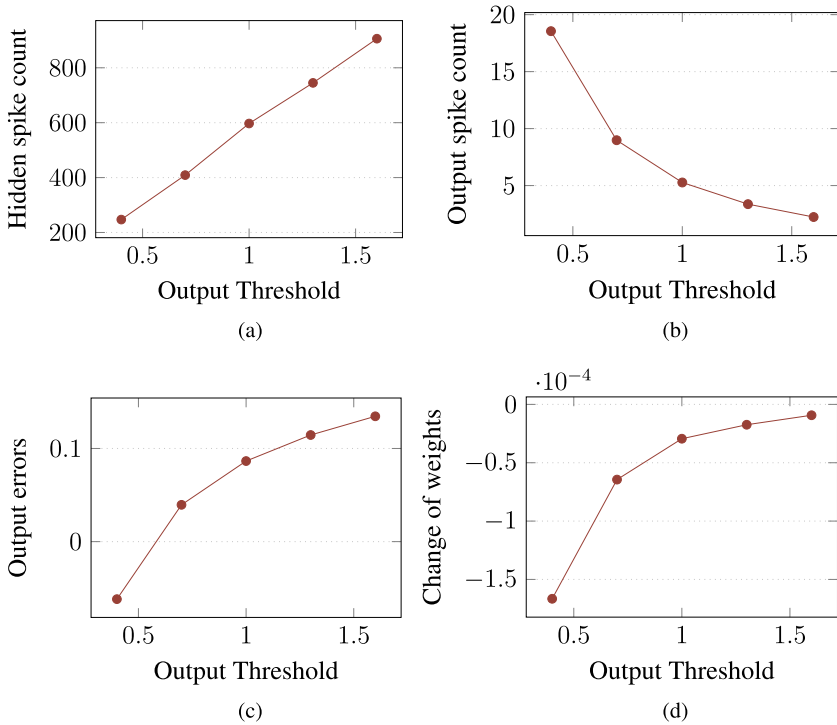 Hidden spike count
800
600
400
200
0.5 1 1.5
Output Threshold
(a)
Output spike count
20
15
10
5
0.5 1 1.5
Output Threshold
(b)
Output errors
0.1
0
0.5 1 1.5
Output Threshold
(c)
Change of weights
·10⁻⁴
0
−0.5
−1
−1.5
0.5 1 1.5
Output Threshold
(d)